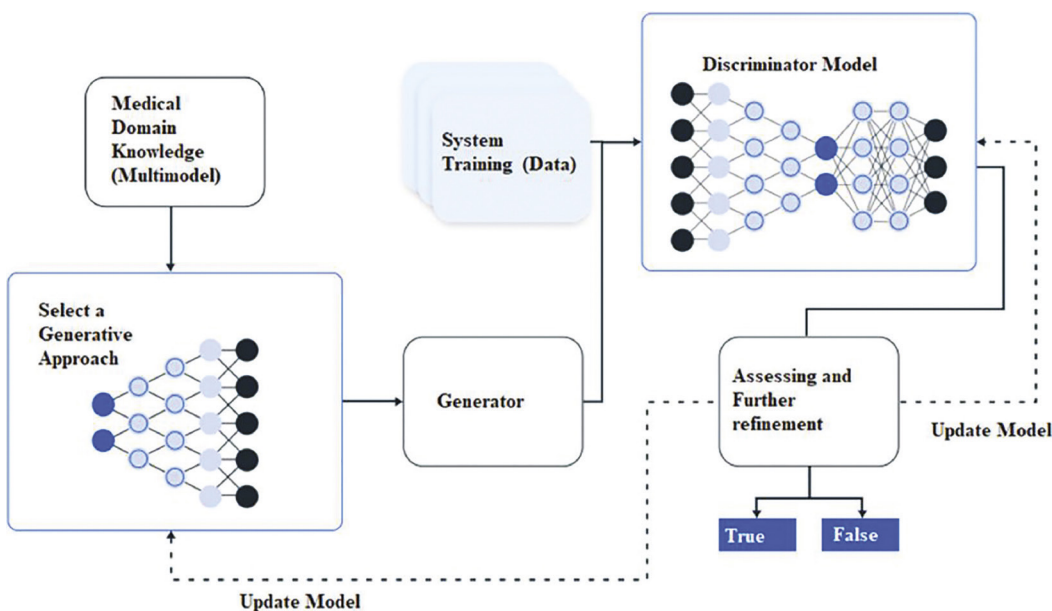 Medical
Domain
Knowledge
(Multimodel)
System
Training (Data)
Discriminator Model
Select a
Generative
Approach
Generator
Assessing and
Further
refinement
Update Model
True
False
Update Model